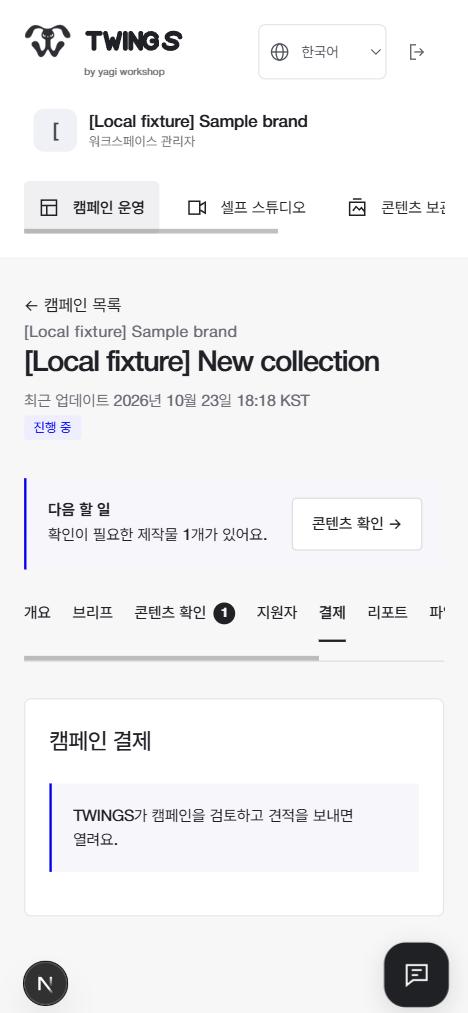 TWINGS
by yagi workshop
한국어
[
[Local fixture] Sample brand
워크스페이스 관리자
캠페인 운영
셀프 스튜디오
콘텐츠 보관
← 캠페인 목록
[Local fixture] Sample brand
[Local fixture] New collection
최근 업데이트 2026년 10월 23일 18:18 KST
진행 중
다음 할 일
확인이 필요한 제작물 1개가 있어요.
콘텐츠 확인 →
개요
브리프
콘텐츠 확인 1
지원자
결제
리포트
캠페인 결제
TWINGS가 캠페인을 검토하고 견적을 보내면
열려요.
N